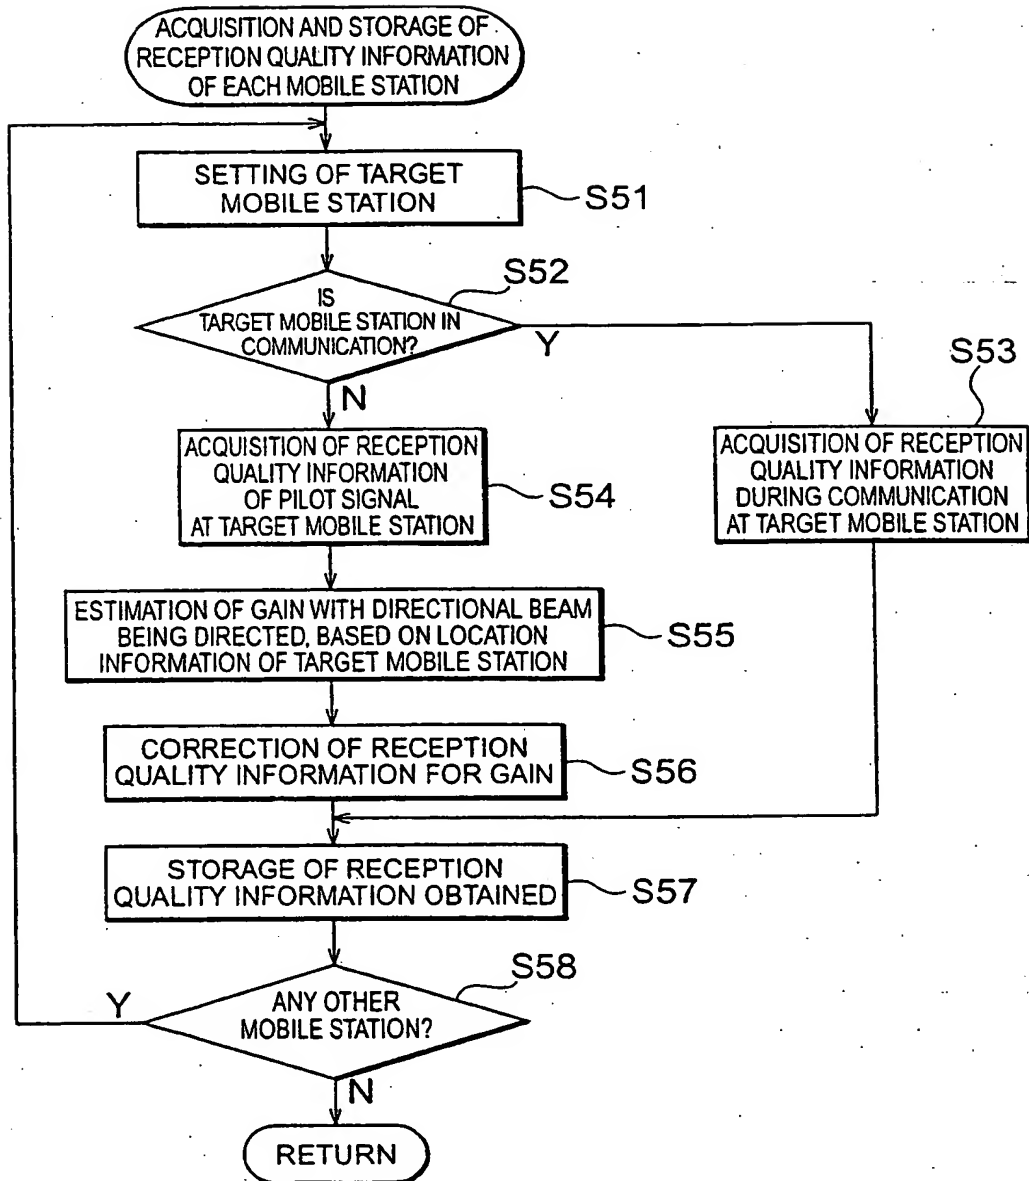 ACQUISITION AND STORAGE OF
RECEPTION QUALITY INFORMATION
OF EACH MOBILE STATION
SETTING OF TARGET
MOBILE STATION
S51
S52
IS
TARGET MOBILE STATION IN
COMMUNICATION?
Y
N
S53
ACQUISITION OF RECEPTION
QUALITY INFORMATION
DURING COMMUNICATION
AT TARGET MOBILE STATION
ACQUISITION OF RECEPTION
QUALITY INFORMATION
OF PILOT SIGNAL
AT TARGET MOBILE STATION
S54
ESTIMATION OF GAIN WITH DIRECTIONAL BEAM
BEING DIRECTED, BASED ON LOCATION
INFORMATION OF TARGET MOBILE STATION
S55
CORRECTION OF RECEPTION
QUALITY INFORMATION FOR GAIN
S56
STORAGE OF RECEPTION
QUALITY INFORMATION OBTAINED
S57
S58
ANY OTHER
MOBILE STATION?
Y
N
RETURN